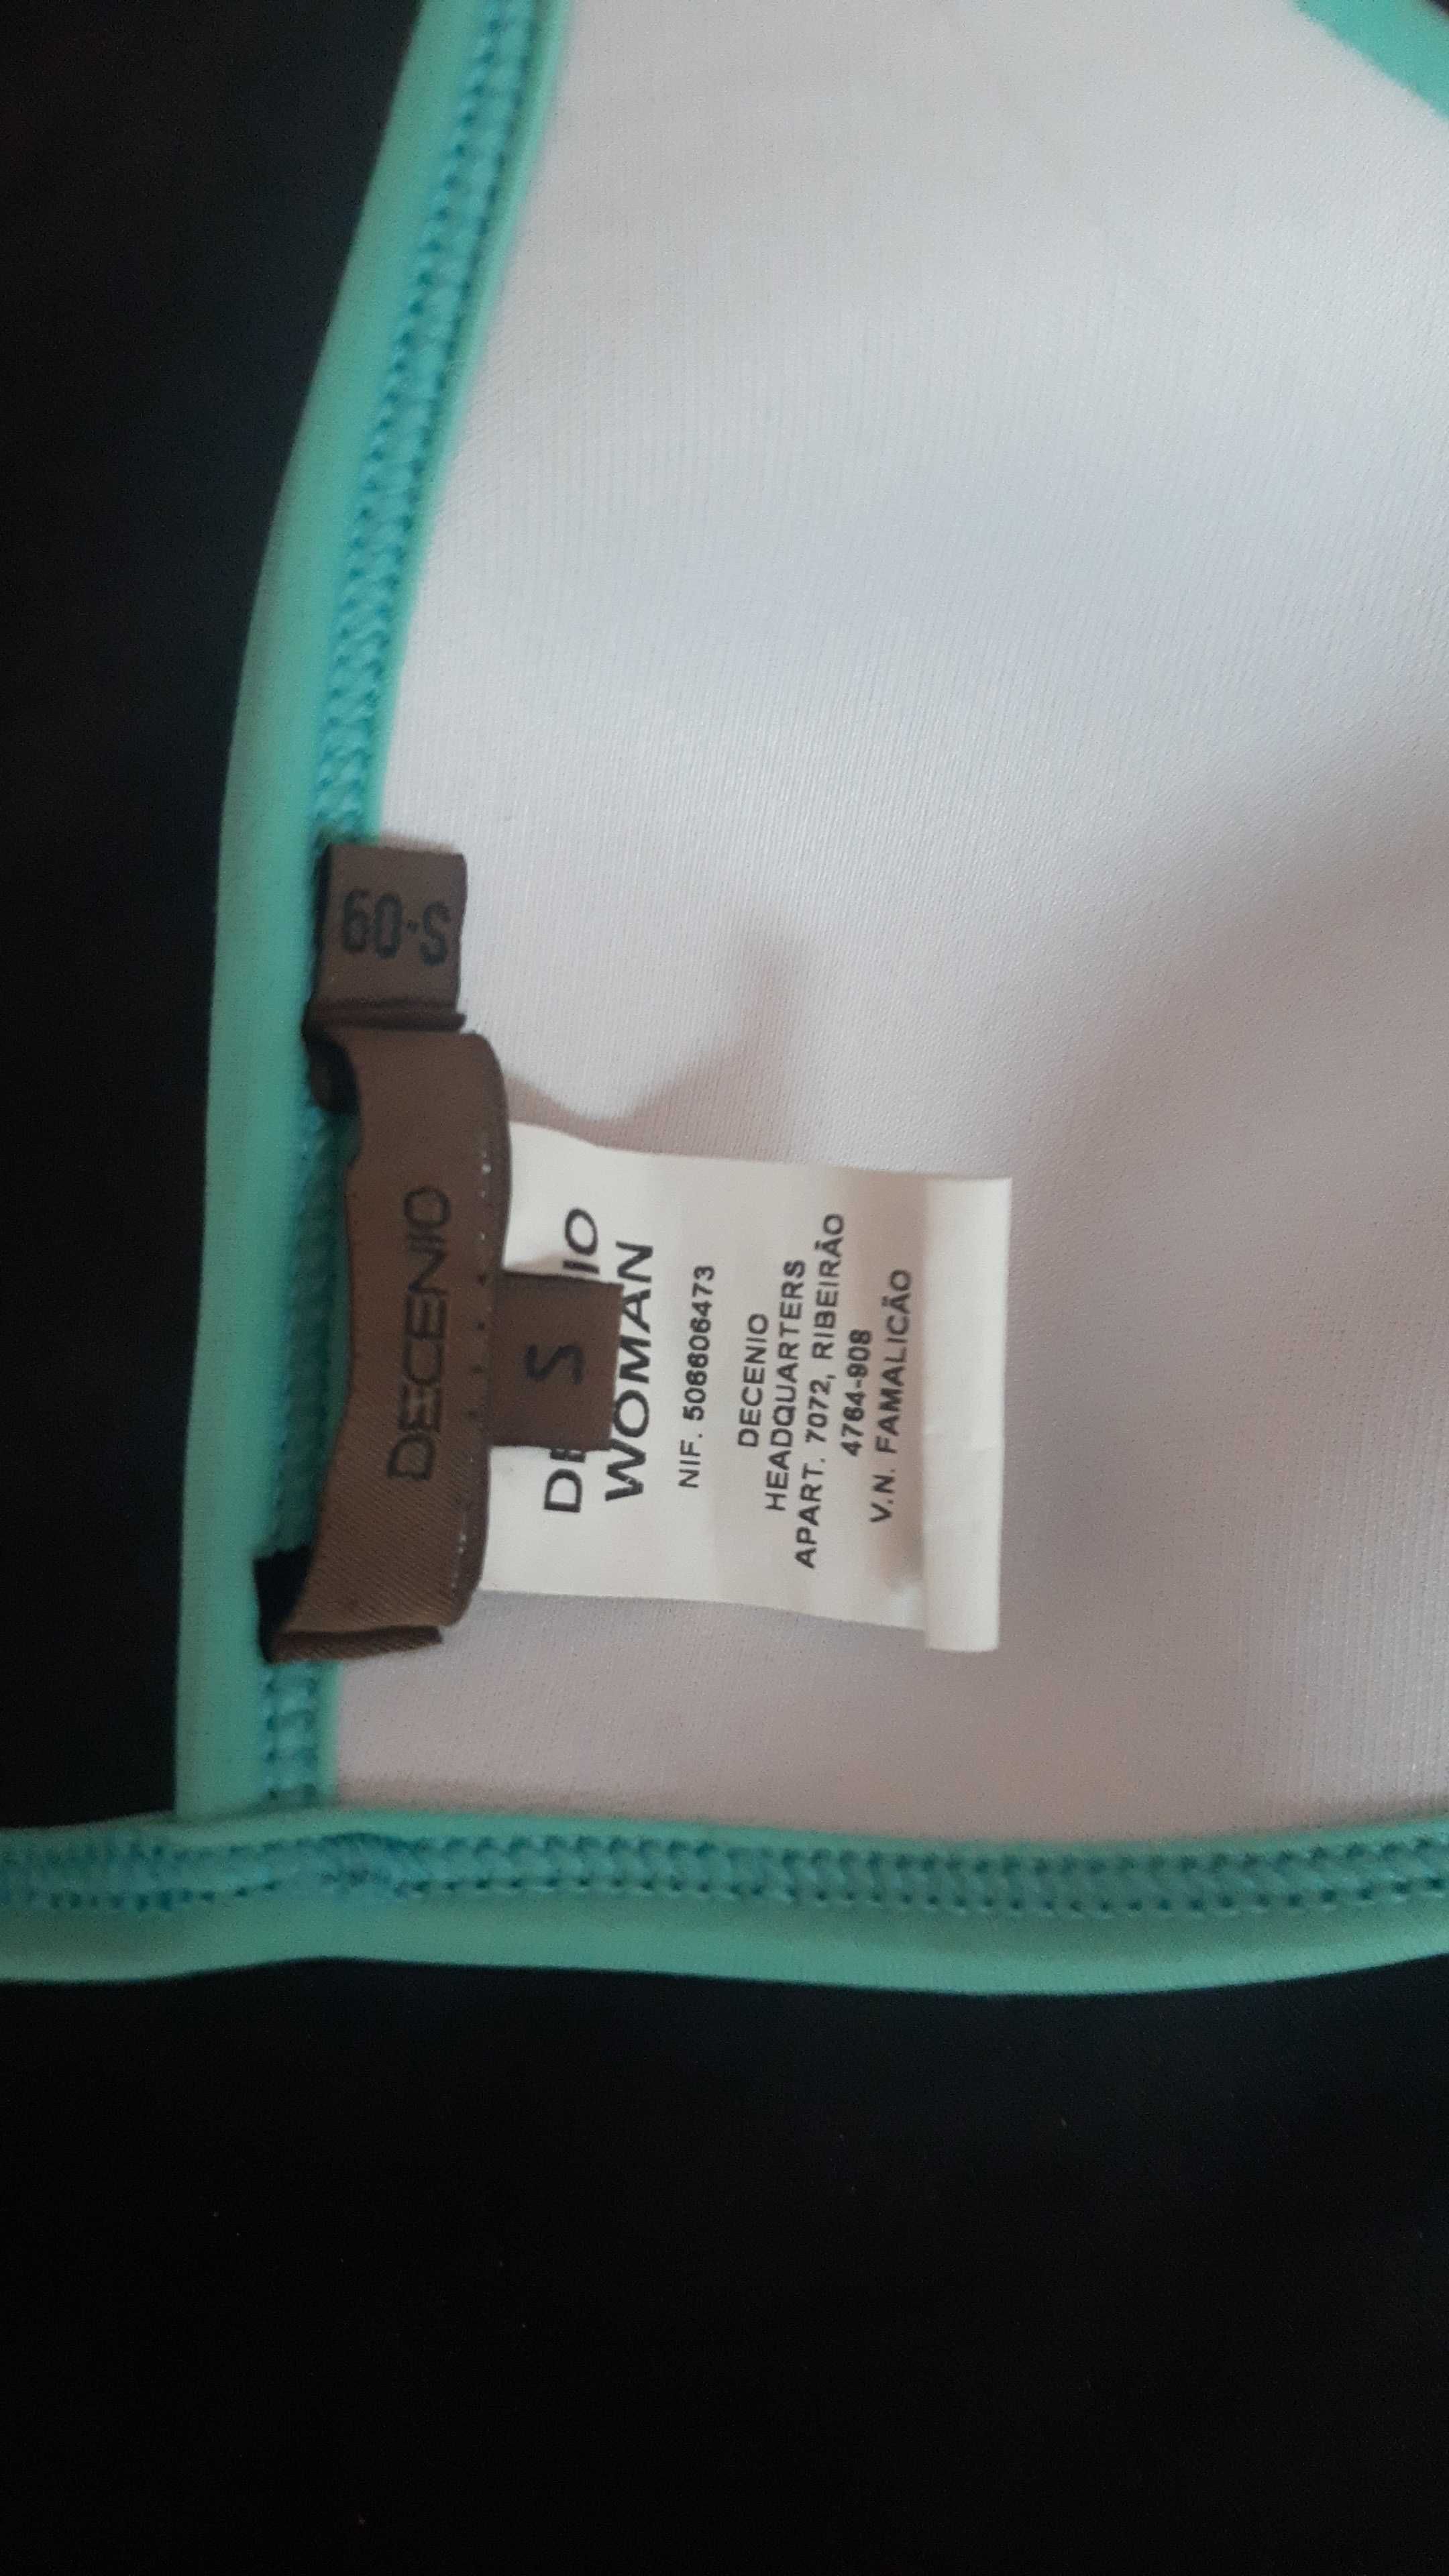 S-09
DECENIO
S
WOMAN
NIF. 506606473
DECENIO
HEADQUARTERS
APART. 7072, RIBEIRÃO
4764-908
V.N. FAMALICÃO